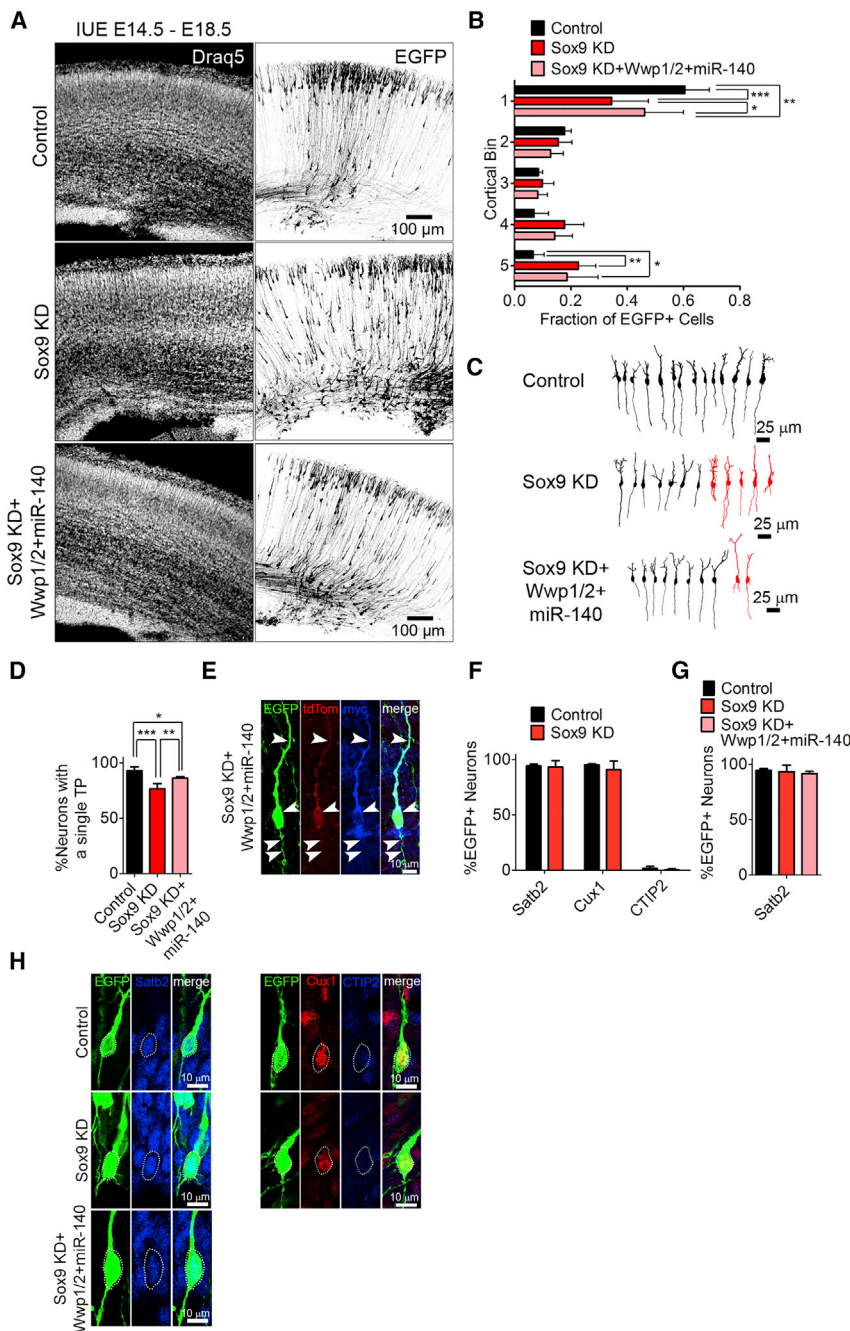 A
IUE E14.5 - E18.5
Draq5
EGFP
Control
100 µm
Sox9 KD
Sox9 KD+
Wwp1/2+miR-140
100 µm
B
Control
Sox9 KD
Sox9 KD+Wwp1/2+miR-140
Cortical Bin
1
2
3
4
5
***
*
**
**
*
0.0 0.2 0.4 0.6 0.8
Fraction of EGFP+ Cells
C
Control
25 µm
Sox9 KD
25 µm
Sox9 KD+
Wwp1/2+
miR-140
25 µm
D
*
*** **
%Neurons with
a single TP
100
50
0
Control
Sox9 KD
Sox9 KD+
Wwp1/2+
miR-140
E
EGFP tdTom myc merge
Sox9 KD+
Wwp1/2+miR-140
10 µm
F
Control
Sox9 KD
%EGFP+ Neurons
100
50
0
Satb2
Cux1
CTIP2
G
Control
Sox9 KD
Sox9 KD+
Wwp1/2+miR-140
%EGFP+ Neurons
100
50
0
Satb2
H
EGFP Satb2 merge
EGFP Cux1 CTIP2 merge
Control
10 µm
10 µm
Sox9 KD
10 µm
10 µm
Sox9 KD+
Wwp1/2+miR-140
10 µm